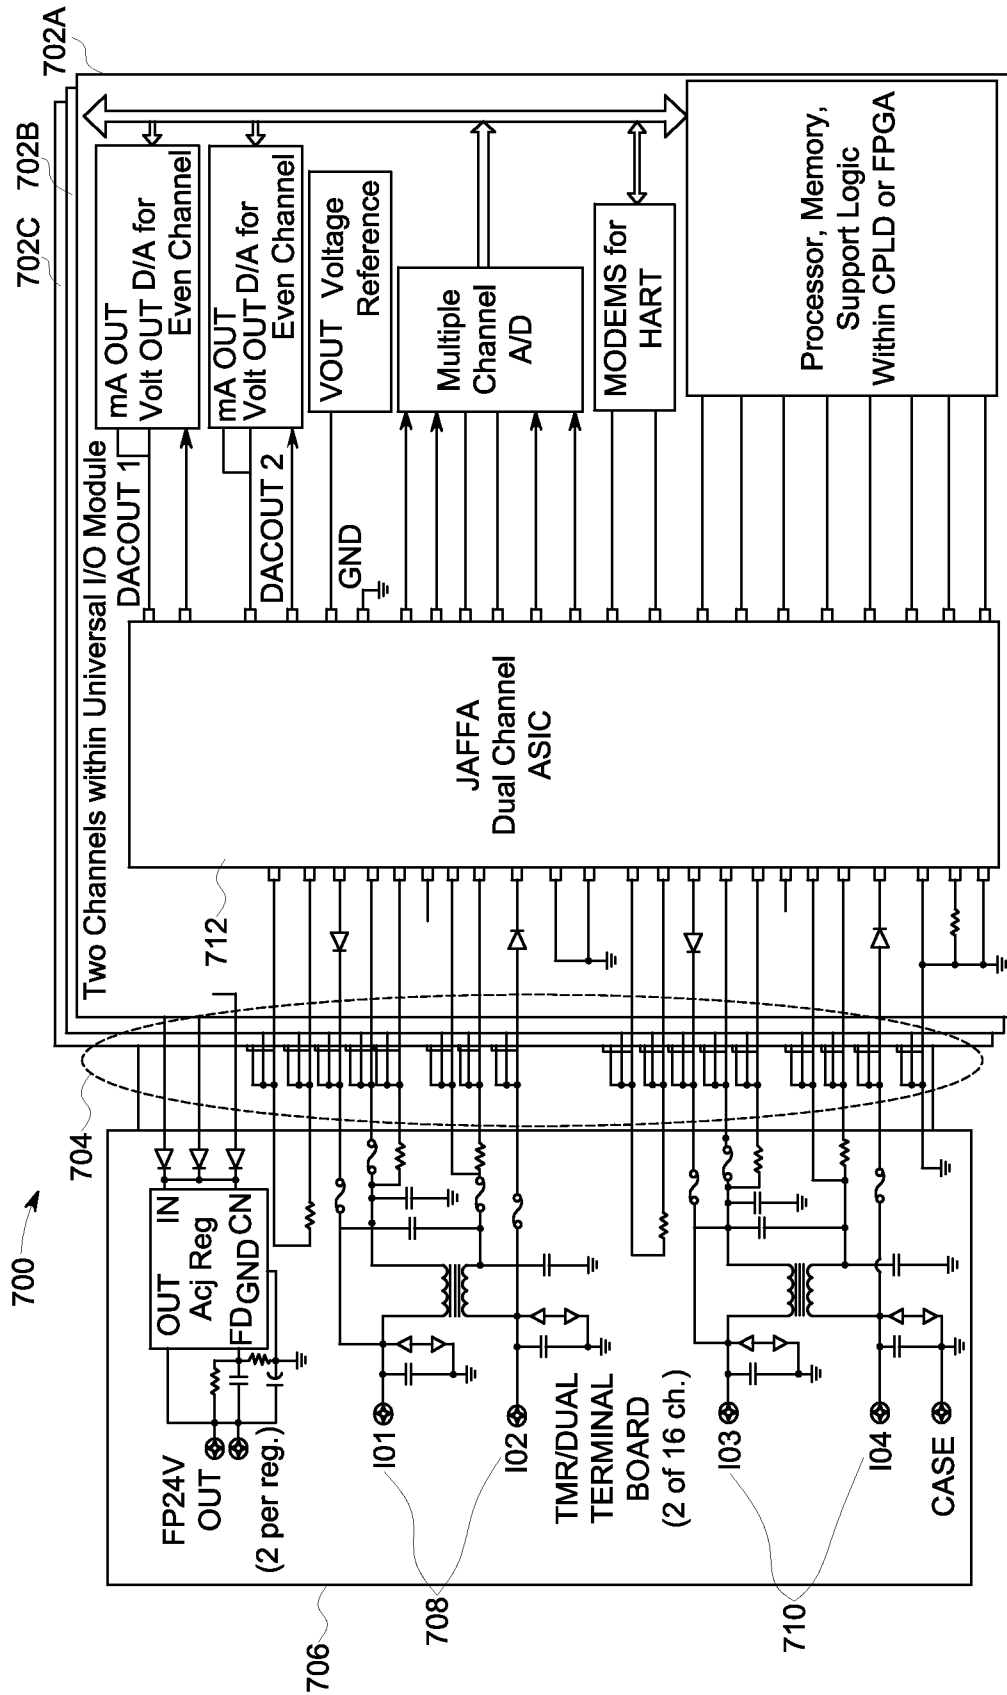 700
702C
702B
702A
Two Channels within Universal I/O Module
DACOUT 1
mA OUT
Volt OUT D/A for
Even Channel
DACOUT 2
mA OUT
Volt OUT D/A for
Even Channel
VOUT Voltage
Reference
GND
Multiple
Channel
A/D
MODEMS for
HART
Processor, Memory,
Support Logic
Within CPLD or FPGA
JAFFA
Dual Channel
ASIC
712
704
OUT IN
Acj Reg
FD GND CN
FP24V
OUT
(2 per reg.)
I01
I02
TMR/DUAL
TERMINAL
BOARD
(2 of 16 ch.)
I03
I04
CASE
706
708
710